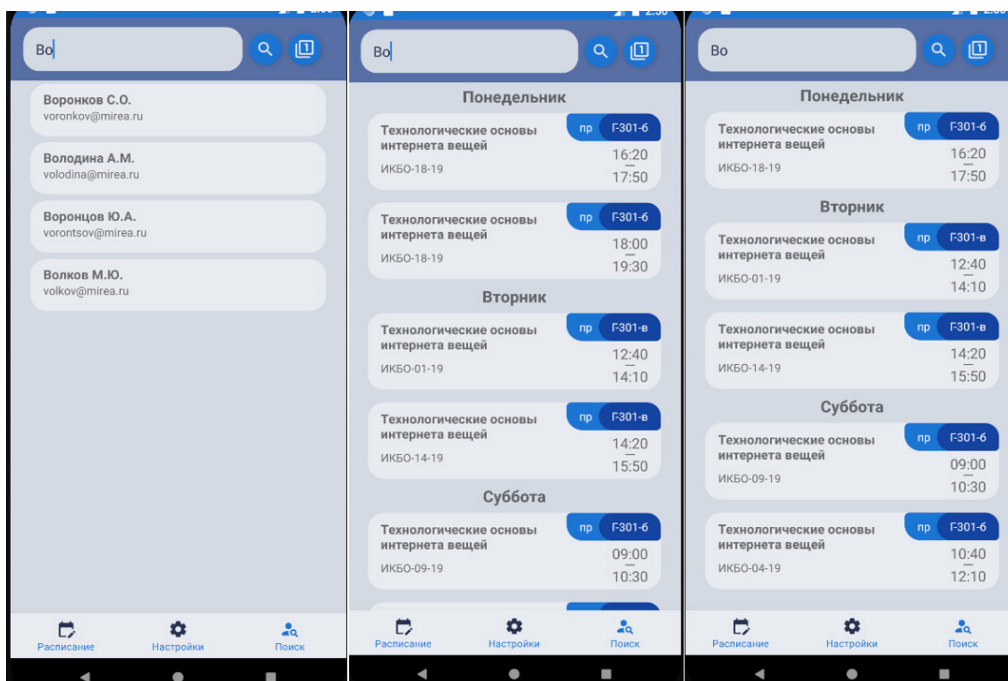 Во
1
Воронков С.О.
voronkov@mirea.ru
Володина А.М.
volodina@mirea.ru
Воронцов Ю.А.
vorontsov@mirea.ru
Волков М.Ю.
volkov@mirea.ru
Расписание
Настройки
Поиск
Во
1
Понедельник
Технологические основы
интернета вещей
ИКБО-18-19
пр Г-301-б
16:20
—
17:50
Технологические основы
интернета вещей
ИКБО-18-19
пр Г-301-б
18:00
—
19:30
Вторник
Технологические основы
интернета вещей
ИКБО-01-19
пр Г-301-в
12:40
—
14:10
Технологические основы
интернета вещей
ИКБО-14-19
пр Г-301-в
14:20
—
15:50
Суббота
Технологические основы
интернета вещей
ИКБО-09-19
пр Г-301-б
09:00
—
10:30
Расписание
Настройки
Поиск
Во
1
Понедельник
Технологические основы
интернета вещей
ИКБО-18-19
пр Г-301-б
16:20
—
17:50
Вторник
Технологические основы
интернета вещей
ИКБО-01-19
пр Г-301-в
12:40
—
14:10
Технологические основы
интернета вещей
ИКБО-14-19
пр Г-301-в
14:20
—
15:50
Суббота
Технологические основы
интернета вещей
ИКБО-09-19
пр Г-301-б
09:00
—
10:30
Технологические основы
интернета вещей
ИКБО-04-19
пр Г-301-б
10:40
—
12:10
Расписание
Настройки
Поиск